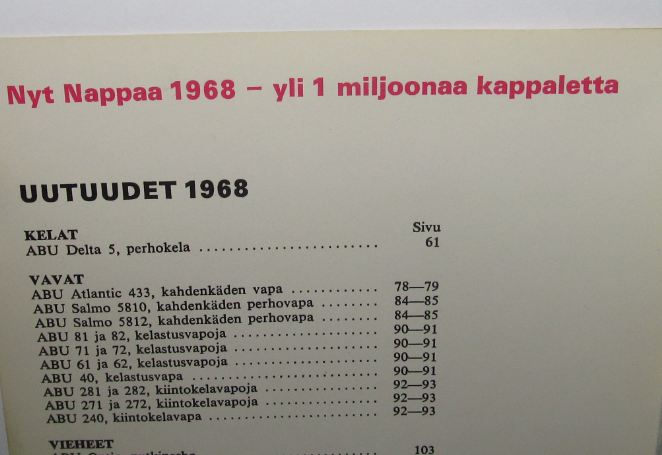 Nyt Nappaa 1968 – yli 1 miljoonaa kappaletta
UUTUUDET 1968
KELAT Sivu
ABU Delta 5, perhokela ........................ 61
VAVAT
ABU Atlantic 433, kahdenkäden vapa ............ 78—79
ABU Salmo 5810, kahdenkäden perhovapa ........ 84—85
ABU Salmo 5812, kahdenkäden perhovapa ........ 84—85
ABU 81 ja 82, kelastusvapoja .................... 90—91
ABU 71 ja 72, kelastusvapoja .................... 90—91
ABU 61 ja 62, kelastusvapoja .................... 90—91
ABU 40, kelastusvapa .......................... 90—91
ABU 281 ja 282, kiintokelavapoja ................ 92—93
ABU 271 ja 272, kiintokelavapoja ................ 92—93
ABU 240, kiintokelavapa ........................ 92—93
VIEHEET
ABU 103